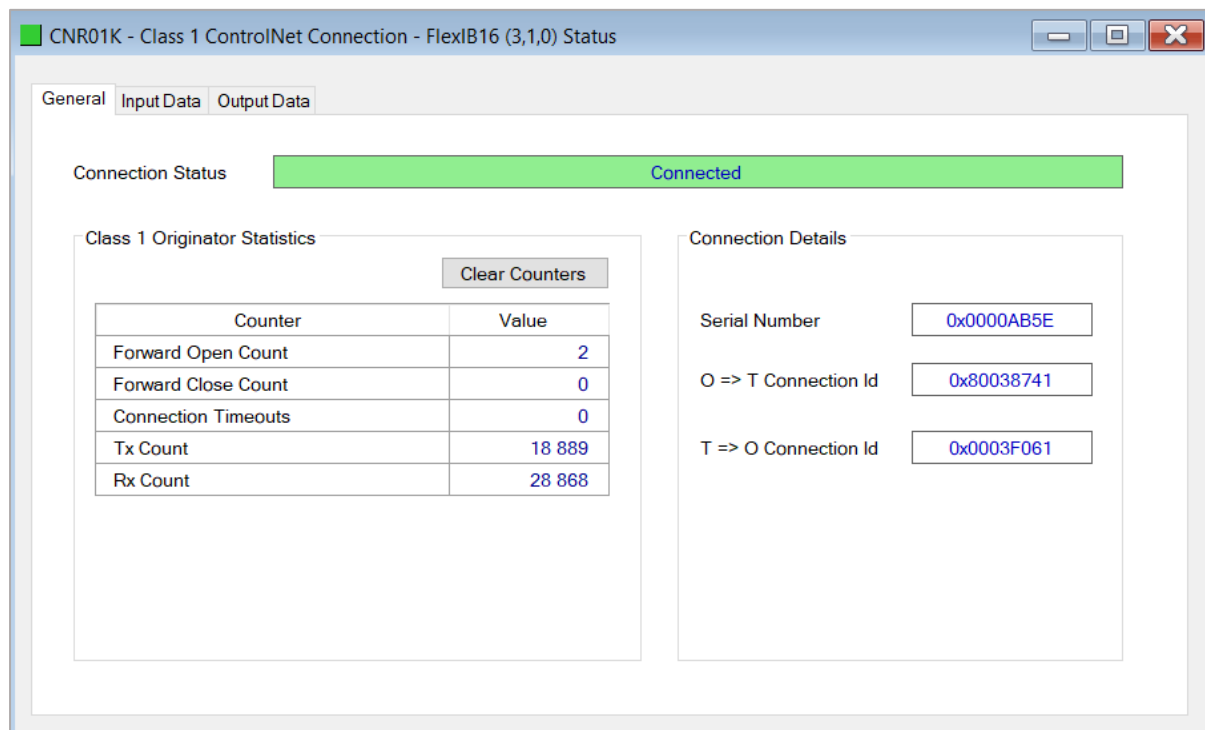 CNR01K - Class 1 ControlNet Connection - FlexIB16 (3,1,0) Status
General Input Data Output Data
Connection Status Connected
Class 1 Originator Statistics
Clear Counters
Counter Value
Forward Open Count 2
Forward Close Count 0
Connection Timeouts 0
Tx Count 18 889
Rx Count 28 868
Connection Details
Serial Number 0x0000AB5E
O => T Connection Id 0x80038741
T => O Connection Id 0x0003F061